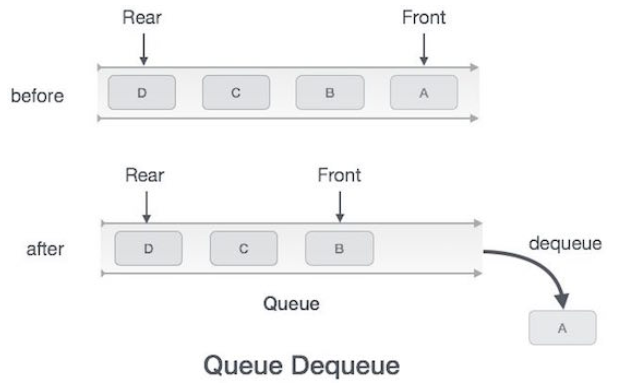 Rear Front
before D C B A
Rear Front
after D C B dequeue
Queue
A
Queue Dequeue